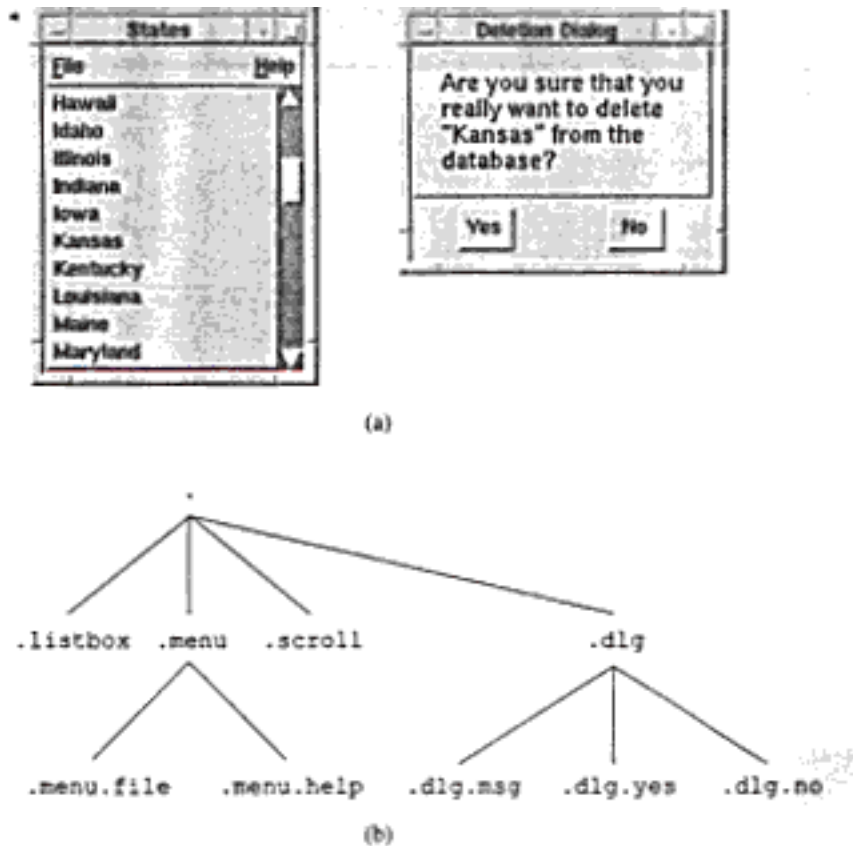 States
File Help
Hawaii
Idaho
Illinois
Indiana
Iowa
Kansas
Kentucky
Louisiana
Maine
Maryland
Deletion Dialog
Are you sure that you
really want to delete
"Kansas" from the
database?
Yes No
(a)
.
.listbox .menu .scroll .dlg
.menu.file .menu.help .dlg.msg .dlg.yes .dlg.no
(b)